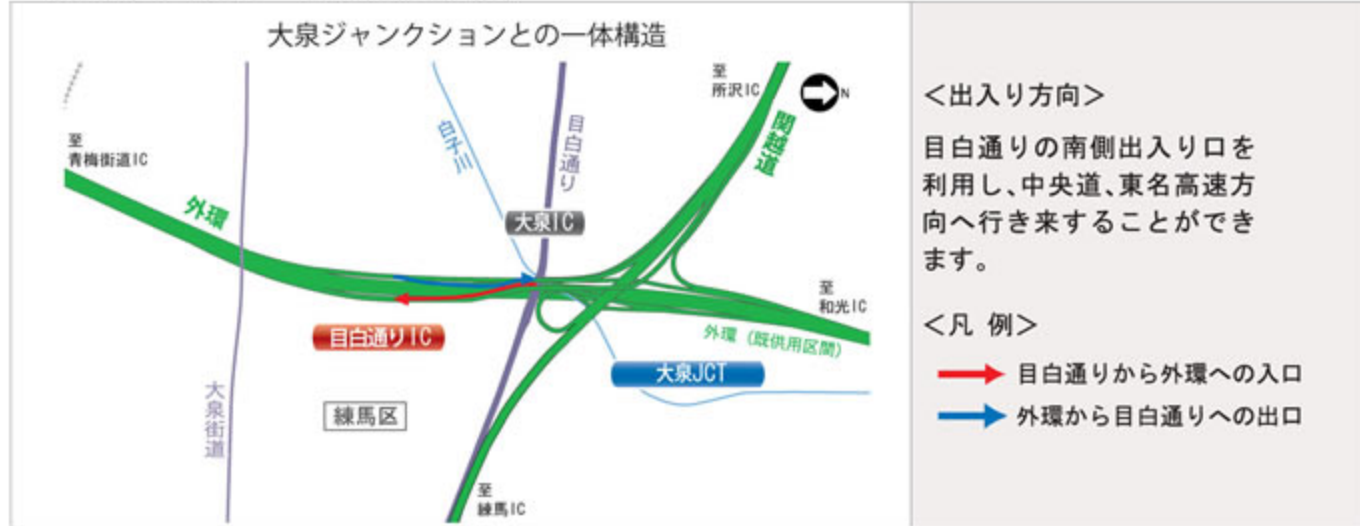 大泉ジャンクションとの一体構造
至
所沢IC
N
関越道
至
青梅街道IC
白子川
目白通り
外環
大泉IC
至
和光IC
目白通りIC
外環（既供用区間）
大泉JCT
大泉街道
練馬区
至
練馬IC
＜出入り方向＞
目白通りの南側出入り口を
利用し、中央道、東名高速方
向へ行き来することができ
ます。
＜凡 例＞
目白通りから外環への入口
外環から目白通りへの出口